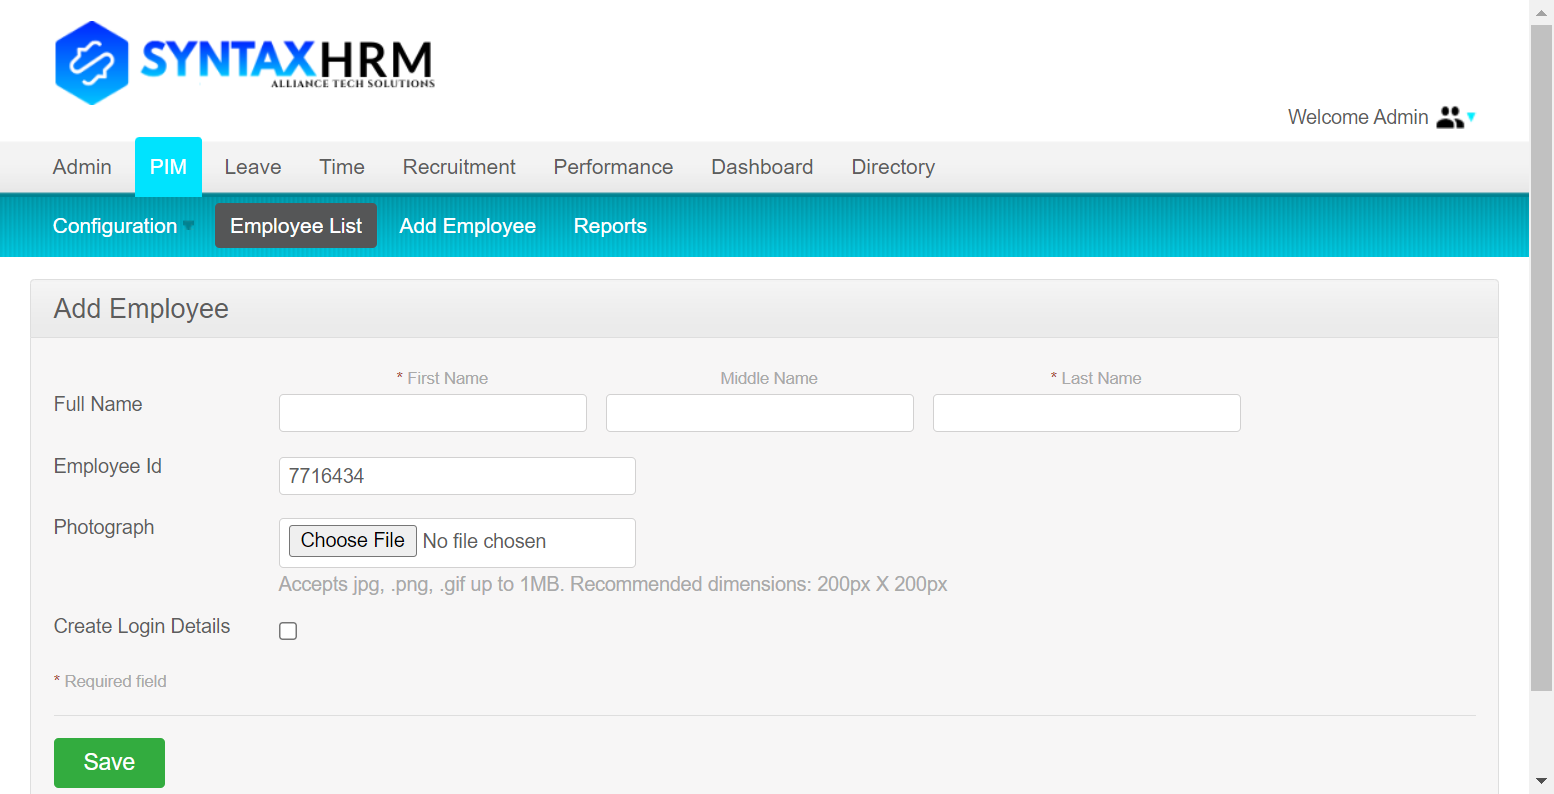 SYNTAXHRM
ALLIANCE TECH SOLUTIONS
Welcome Admin
Admin PIM Leave Time Recruitment Performance Dashboard Directory
Configuration Employee List Add Employee Reports
Add Employee
* First Name Middle Name * Last Name
Full Name
Employee Id 7716434
Photograph Choose File No file chosen
Accepts jpg, .png, .gif up to 1MB. Recommended dimensions: 200px X 200px
Create Login Details
* Required field
Save